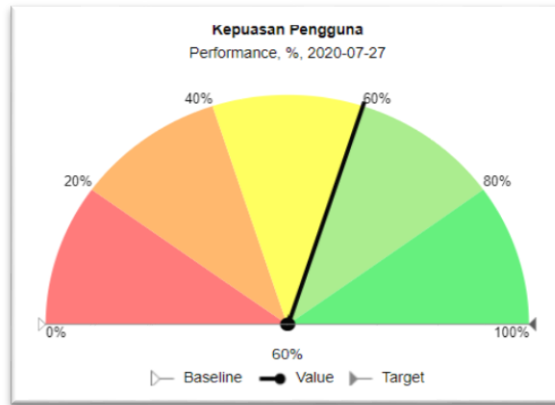 Kepuasan Pengguna
Performance, %, 2020-07-27
40%
60%
20%
80%
0%
100%
60%
Baseline
Value
Target